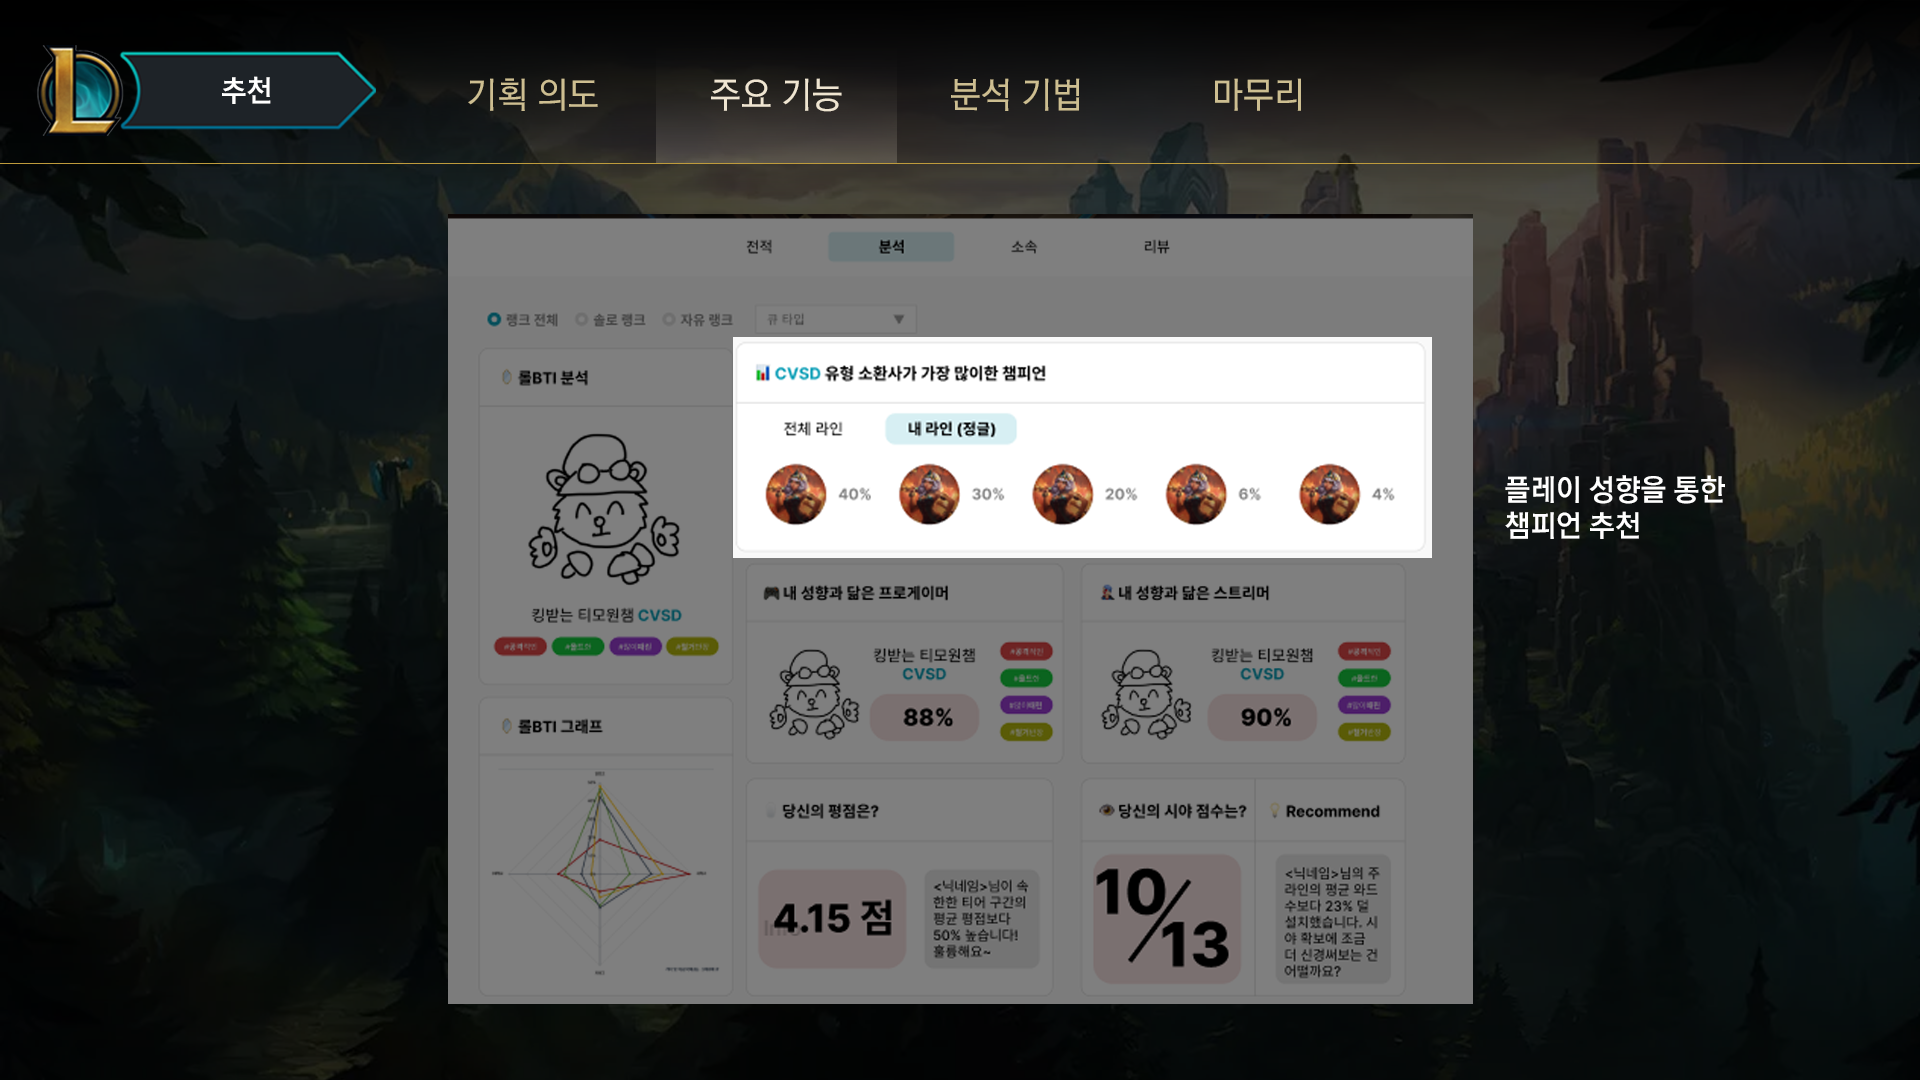 추천
기획 의도
주요 기능
분석 기법
마무리
전적
분석
소속
리뷰
랭크 전체
솔로 랭크
자유 랭크
큐 타입
롤BTI 분석
킹받는 티모원챔 CVSD
CVSD 유형 소환사가 가장 많이한 챔피언
전체 라인
내 라인 (정글)
40%
30%
20%
6%
4%
플레이 성향을 통한
챔피언 추천
내 성향과 닮은 프로게이머
킹받는 티모원챔
CVSD
88%
내 성향과 닮은 스트리머
킹받는 티모원챔
CVSD
90%
롤BTI 그래프
당신의 평점은?
4.15 점
<닉네임>님이 속
한한 티어 구간의
평균 평점보다
50% 높습니다!
훌륭해요~
당신의 시야 점수는?
10/13
Recommend
<닉네임>님의 주
라인의 평균 와드
수보다 23% 덜
설치했습니다. 시
야 확보에 조금
더 신경써보는 건
어떨까요?